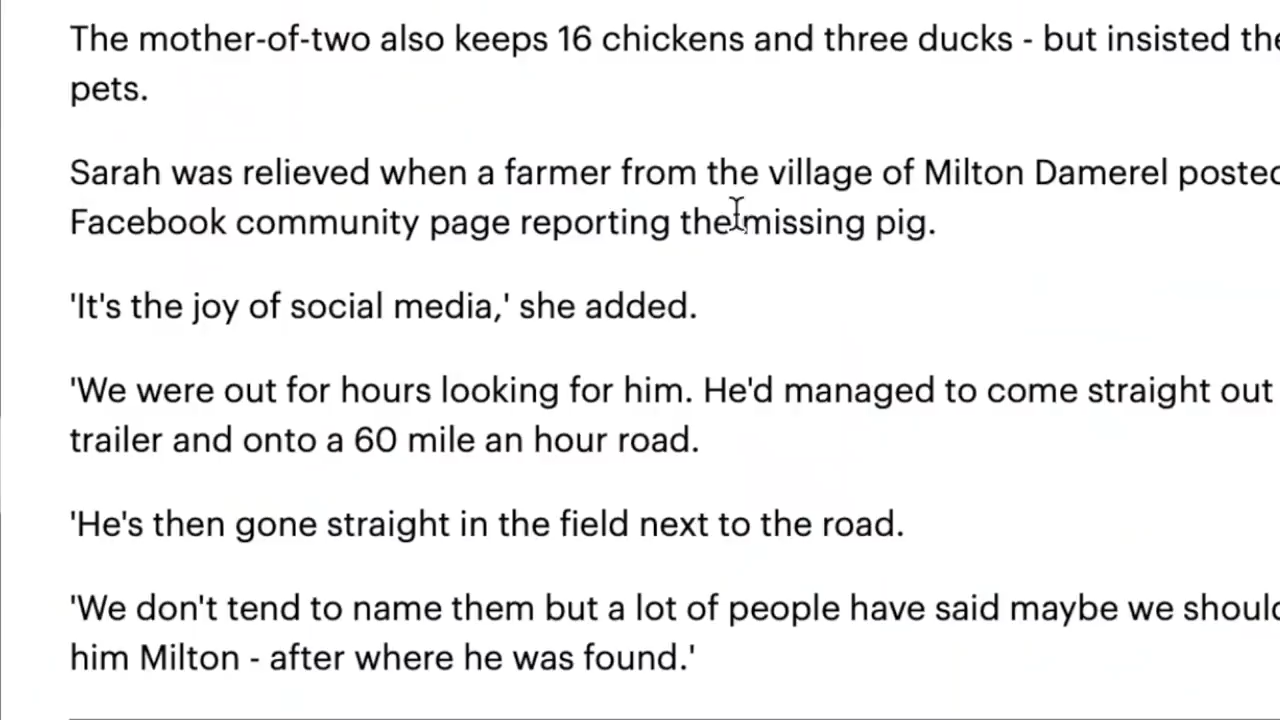 The mother-of-two also keeps 16 chickens and three ducks - but insisted
pets.
Sarah was relieved when a farmer from the village of Milton Damerel posted
Facebook community page reporting the missing pig.
'It's the joy of social media,' she added.
'We were out for hours looking for him. He'd managed to come straight out
trailer and onto a 60 mile an hour road.
'He's then gone straight in the field next to the road.
'We don't tend to name them but a lot of people have said maybe we should
him Milton - after where he was found.'